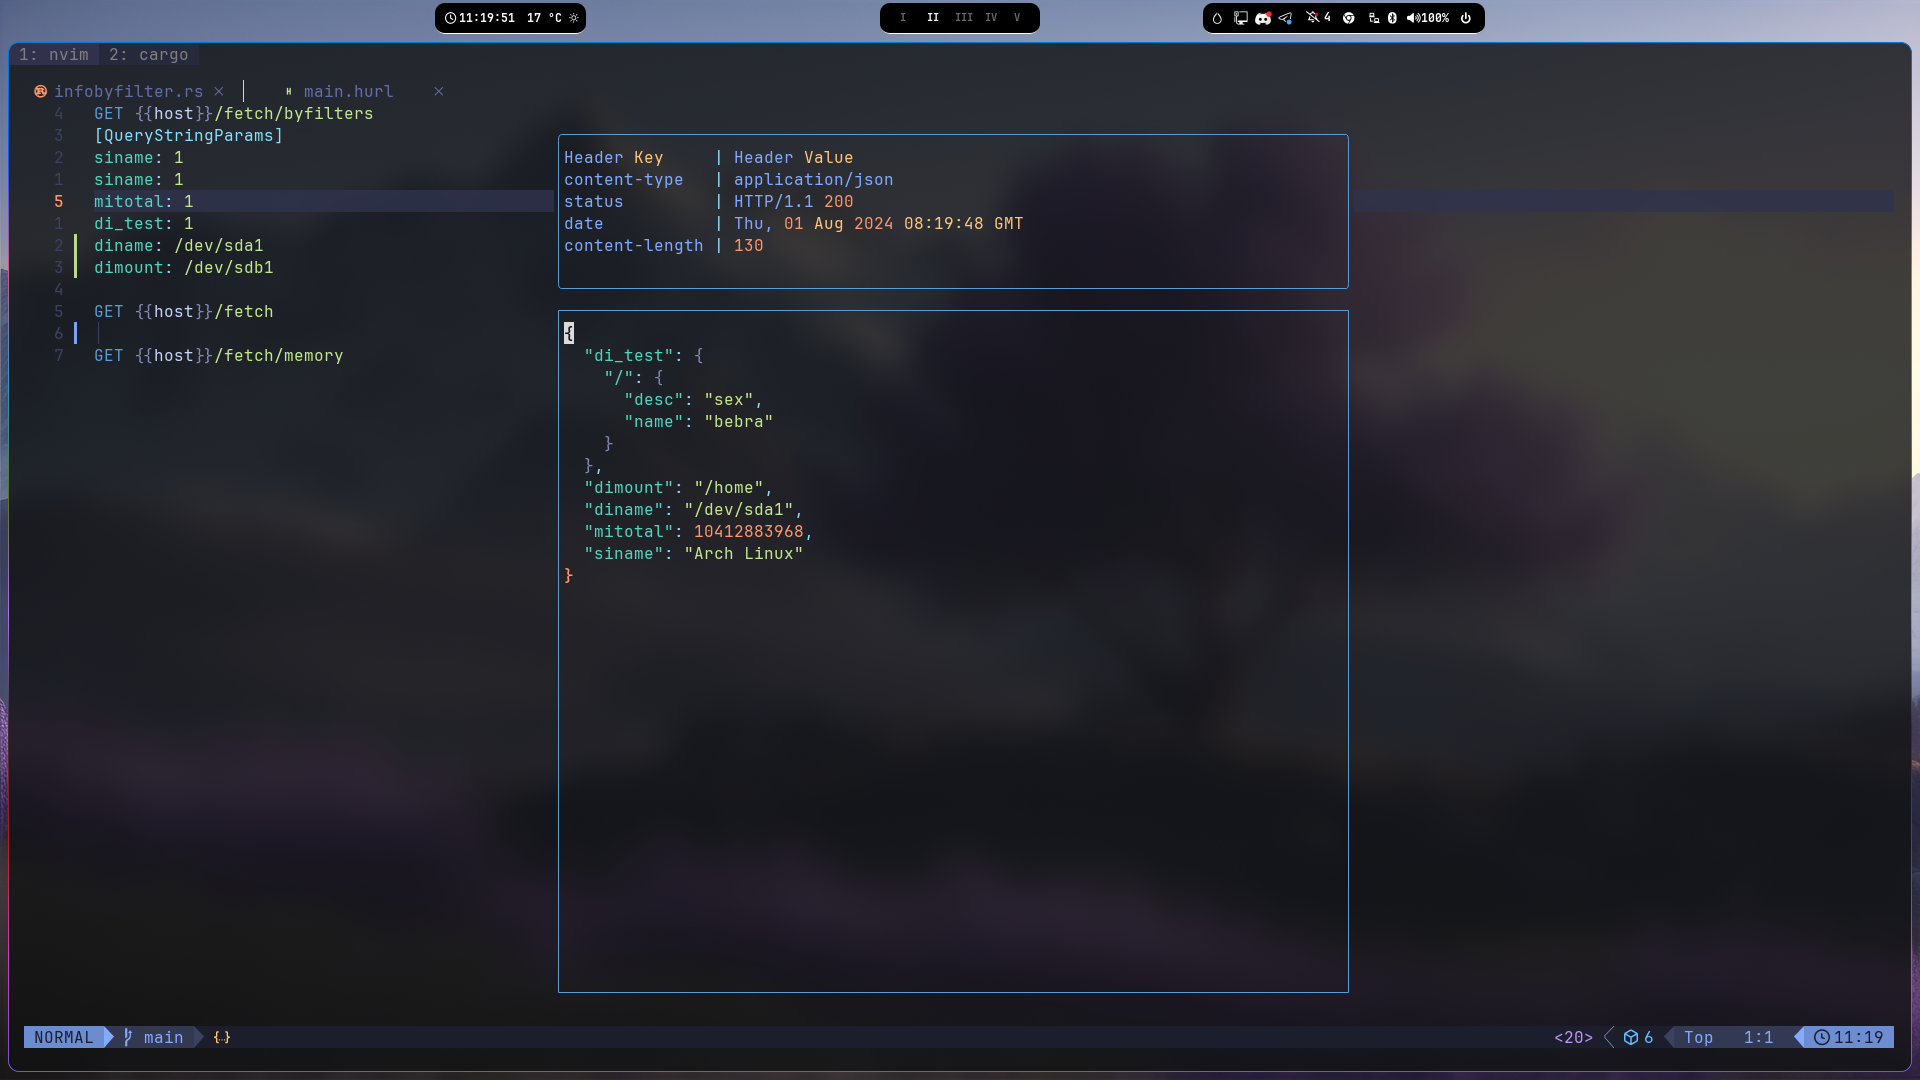 11:19:51 17 °C
I II III IV V
4 100%
1: nvim 2: cargo
infobyfilter.rs × main.hurl ×
4 GET {{host}}/fetch/byfilters
3 [QueryStringParams]
2 siname: 1
1 siname: 1
5 mitotal: 1
1 di_test: 1
2 diname: /dev/sda1
3 dimount: /dev/sdb1
4
5 GET {{host}}/fetch
6
7 GET {{host}}/fetch/memory
Header Key | Header Value
content-type | application/json
status | HTTP/1.1 200
date | Thu, 01 Aug 2024 08:19:48 GMT
content-length | 130
{
"di_test": {
"/": {
"desc": "sex",
"name": "bebra"
}
},
"dimount": "/home",
"diname": "/dev/sda1",
"mitotal": 10412883968,
"siname": "Arch Linux"
}
NORMAL main {..} <20> 6 Top 1:1 11:19